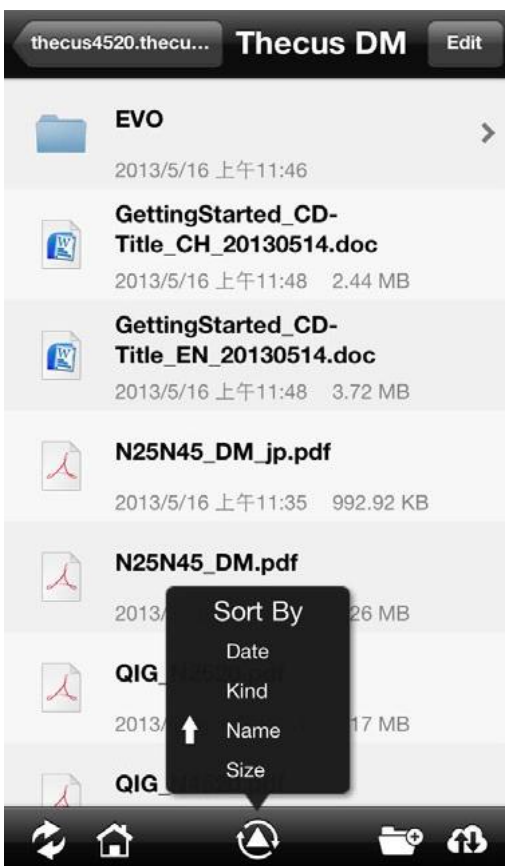 thecus4520.thecu...
Thecus DM
Edit
EVO
2013/5/16 上午11:46
GettingStarted_CD-
Title_CH_20130514.doc
2013/5/16 上午11:48 2.44 MB
GettingStarted_CD-
Title_EN_20130514.doc
2013/5/16 上午11:48 3.72 MB
N25N45_DM_jp.pdf
2013/5/16 上午11:35 992.92 KB
N25N45_DM.pdf
2013/ 26 MB
QIG_
2013/ 17 MB
QIG_
Sort By
Date
Kind
Name
Size